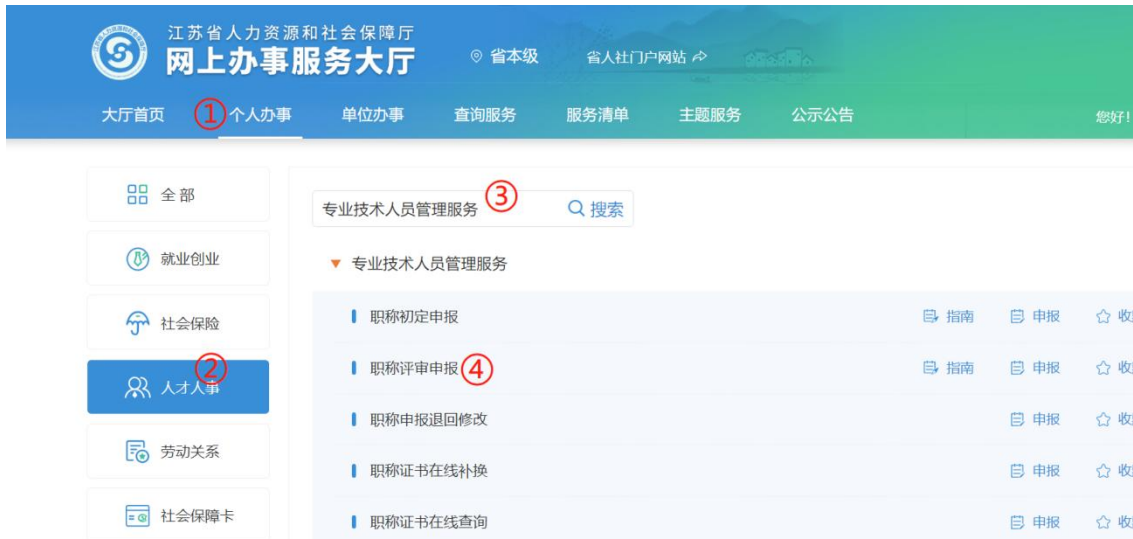 江苏省人力资源和社会保障厅
网上办事服务大厅
省本级 省人社门户网站
大厅首页 ① 个人办事 单位办事 查询服务 服务清单 主题服务 公示公告 您好!
全部
就业创业
社会保险
② 人才人事
劳动关系
社会保障卡
专业技术人员管理服务 ③ 搜索
专业技术人员管理服务
职称初定申报 指南 申报 收
职称评审申报 ④ 指南 申报 收
职称申报退回修改 申报 收
职称证书在线补换 申报 收
职称证书在线查询 申报 收